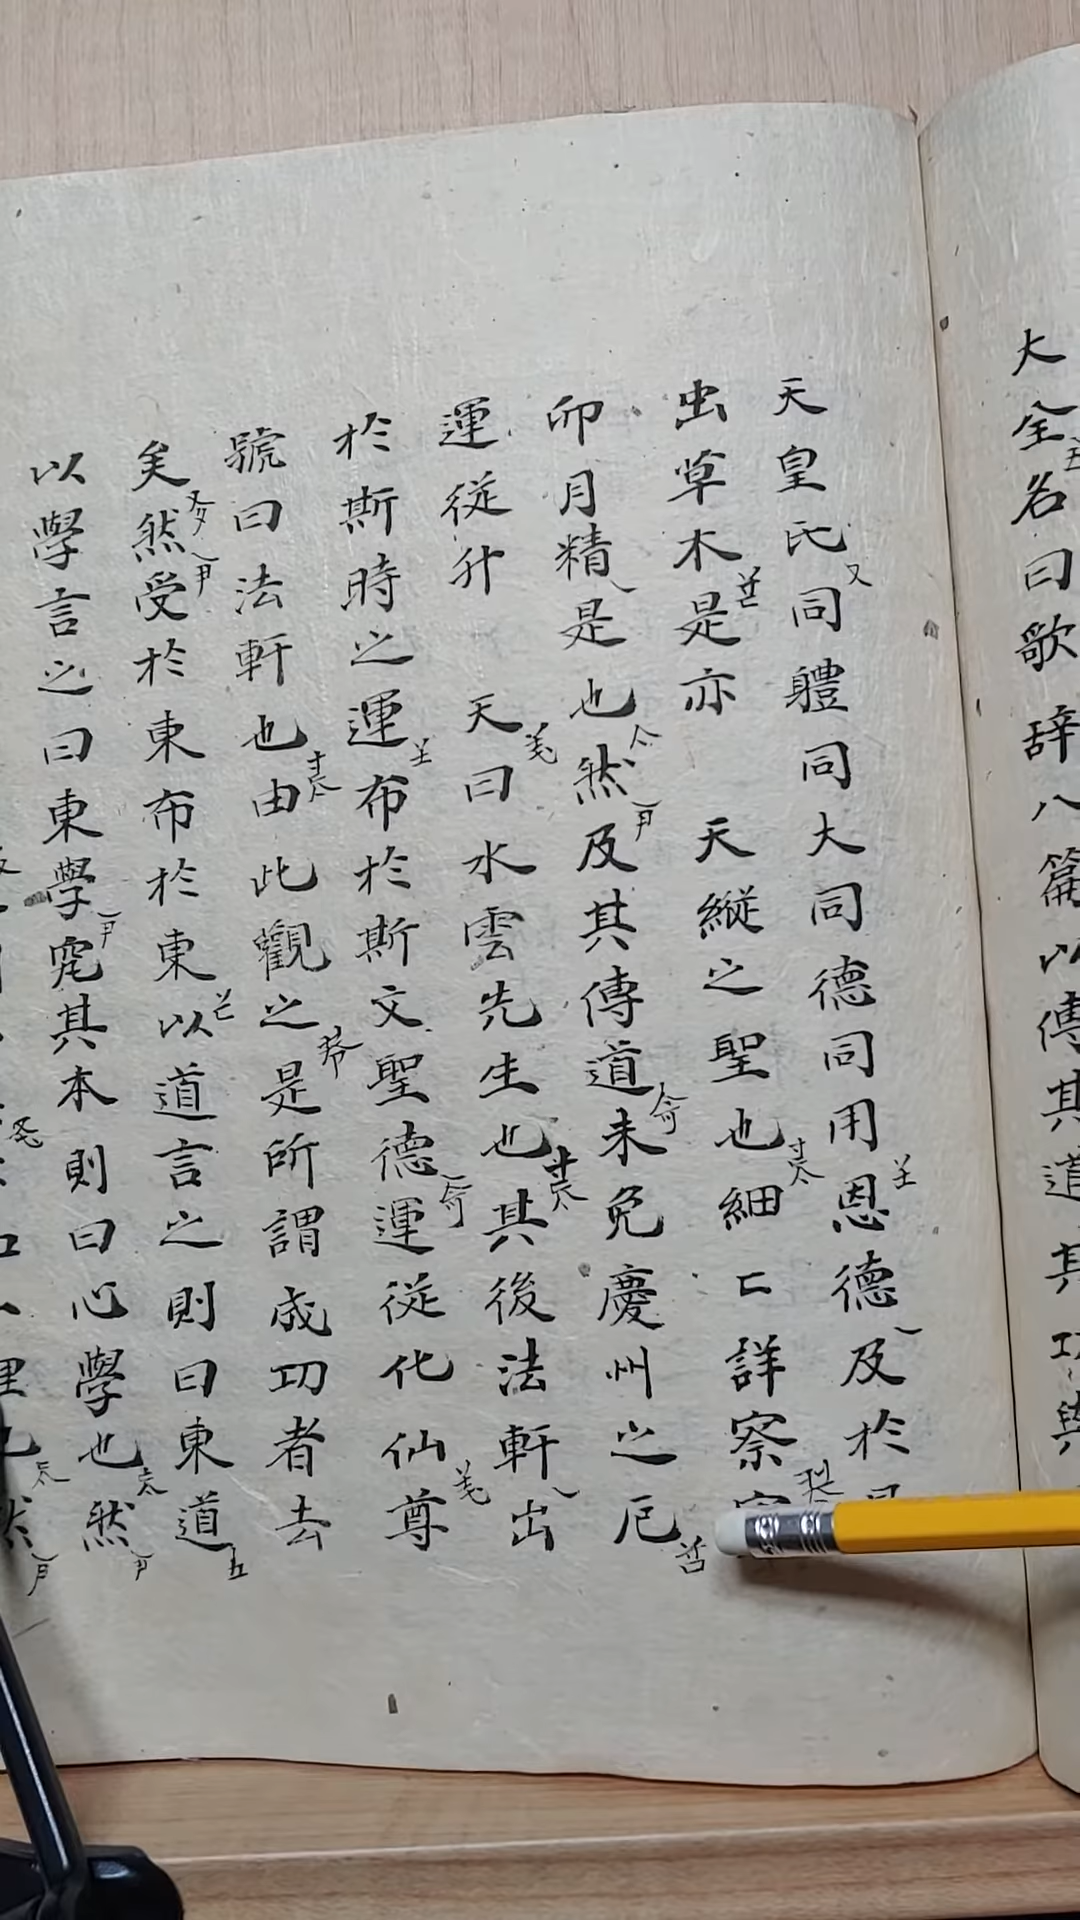 大全名曰歌辞八篇以傳其道其功與
天皇氏同體同大同德同用恩德及於
虫草木是亦 天縱之聖也細〻詳察
卯月精是也然及其傳道未免慶州之厄
運從升 天曰水雲先生也其後法軒出
於斯時之運布於斯文聖德運從化仙尊
號曰法軒也由此觀之是所謂成功者去
矣然受於東布於東以道言之則曰東道
以學言之曰東學究其本則曰心學也然